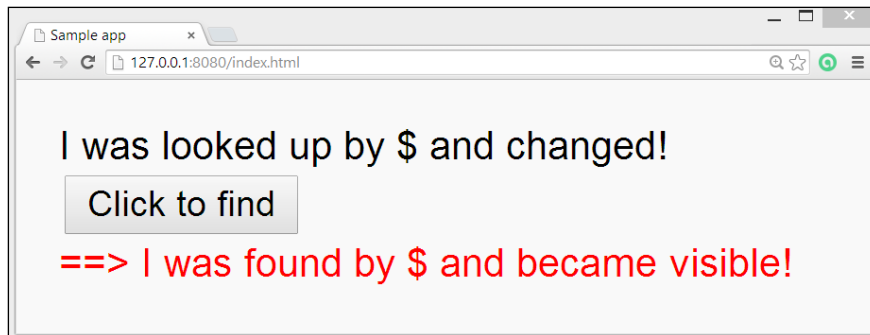 Sample app
127.0.0.1:8080/index.html
I was looked up by $ and changed!
Click to find
==> I was found by $ and became visible!